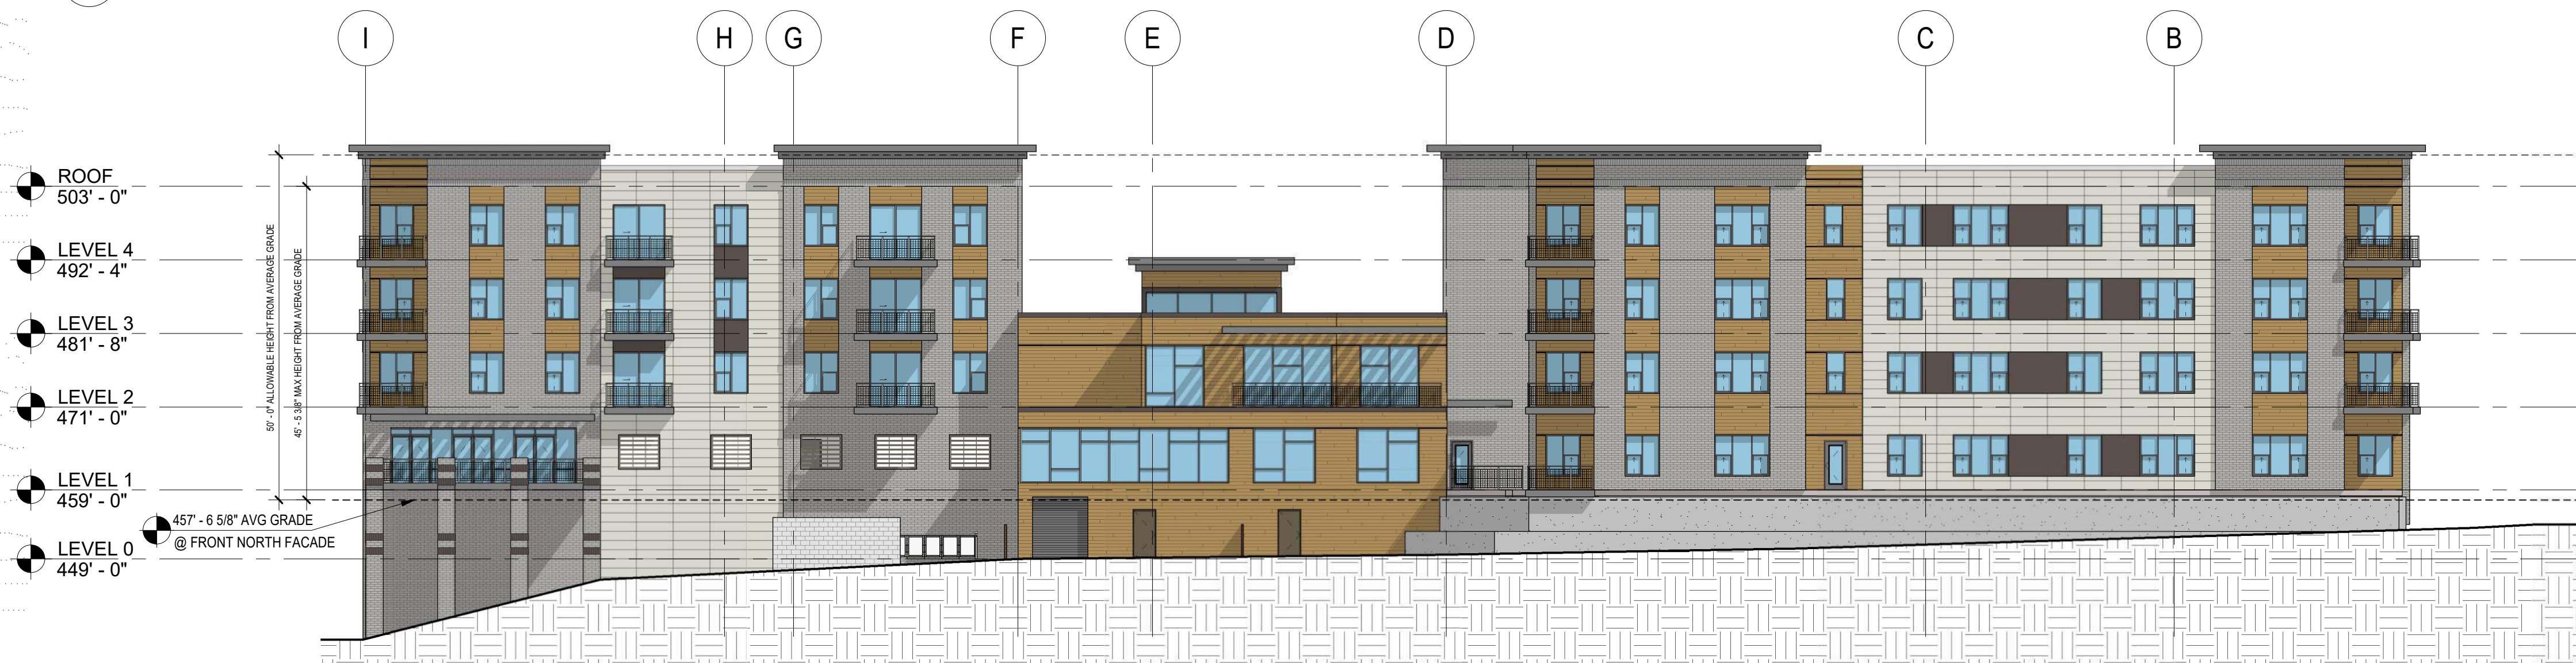 I
H
G
F
E
D
C
B
ROOF
503' - 0"
LEVEL 4
492' - 4"
LEVEL 3
481' - 8"
LEVEL 2
471' - 0"
LEVEL 1
459' - 0"
LEVEL 0
449' - 0"
50' - 0" ALLOWABLE HEIGHT FROM AVERAGE GRADE
45' - 5 3/8" MAX HEIGHT FROM AVERAGE GRADE
457' - 6 5/8" AVG GRADE
@ FRONT NORTH FACADE